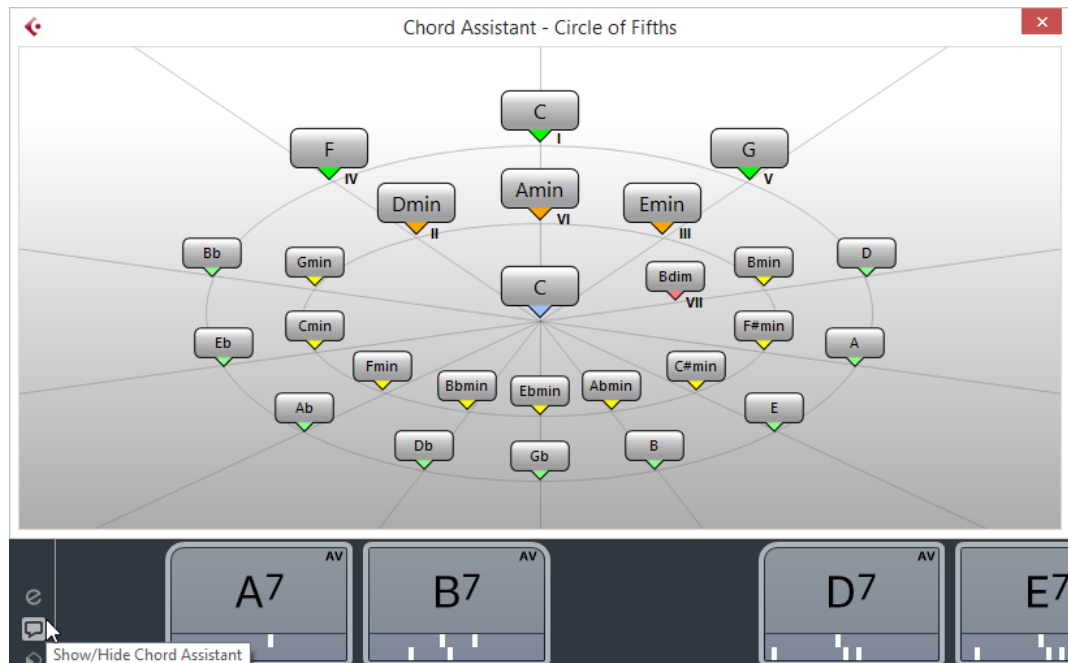 Chord Assistant - Circle of Fifths
C
I
F
IV
G
V
Dmin
II
Amin
VI
Emin
III
Bb
Gmin
C
Bdim
VII
Bmin
D
Eb
Cmin
F#min
A
Fmin
Bbmin
Ebmin
Abmin
C#min
Ab
E
Db
Gb
B
AV
A7
AV
B7
AV
D7
E7
Show/Hide Chord Assistant